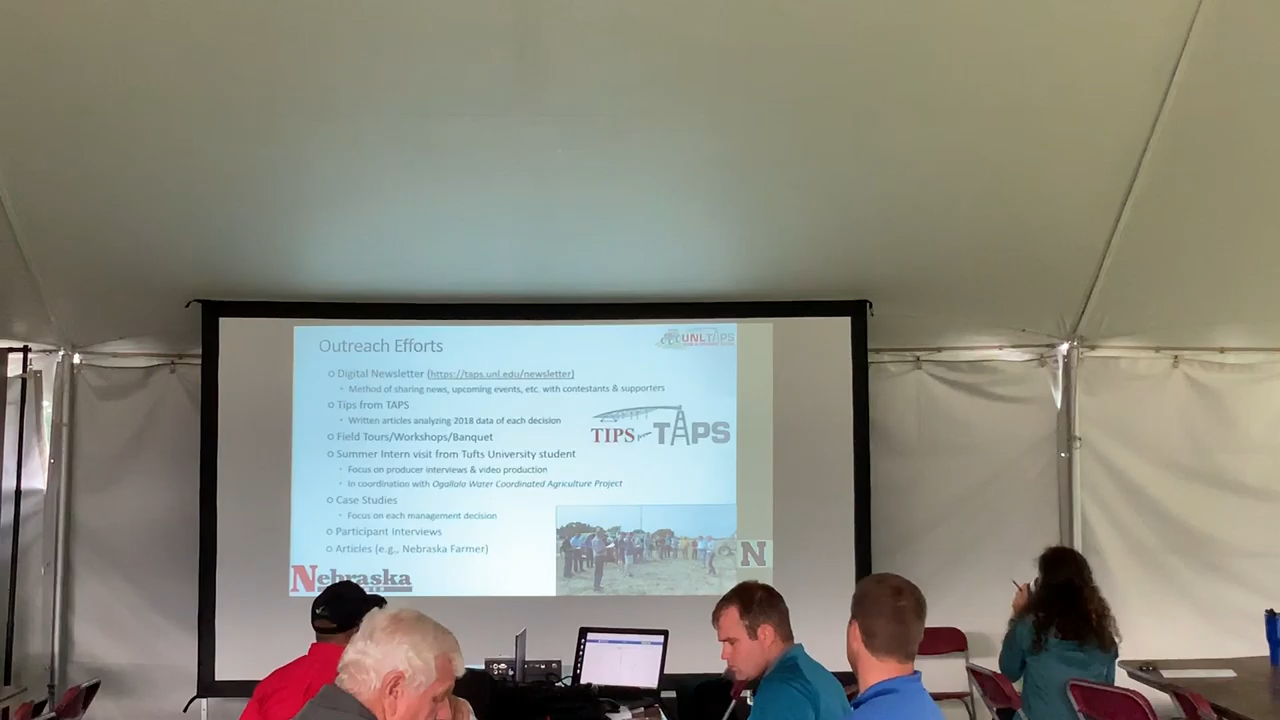 Outreach Efforts
UNLTAPS
Digital Newsletter (https://taps.unl.edu/newsletter)
Method of sharing news, upcoming events, etc. with contestants & supporters
Tips from TAPS
Written articles analyzing 2018 data of each decision
TIPS from TAPS
Field Tours/Workshops/Banquet
Summer Intern visit from Tufts University student
Focus on producer interviews & video production
In coordination with Ogallala Water Coordinated Agriculture Project
Case Studies
Focus on each management decision
Participant Interviews
Articles (e.g., Nebraska Farmer)
N
Nebraska